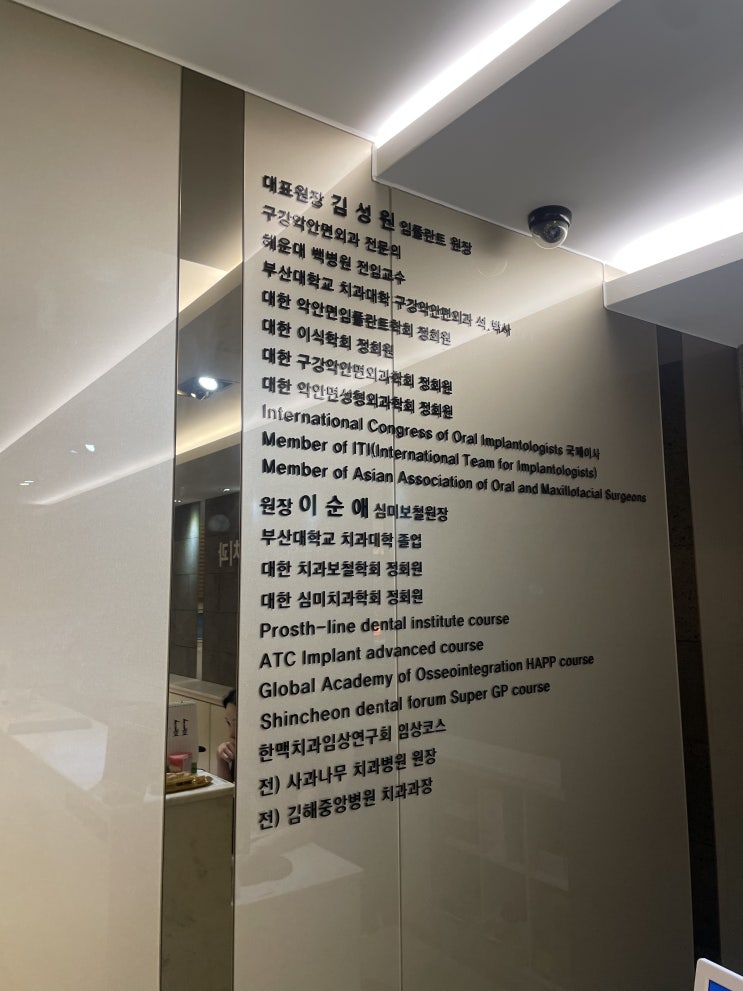 대표원장 김 성 원 임플란트 원장
구강악안면외과 전문의
해운대 백병원 전임교수
부산대학교 치과대학 구강악안면외과 석.박사
대한 악안면임플란트학회 정회원
대한 이식학회 정회원
대한 구강악안면외과학회 정회원
대한 악안면성형외과학회 정회원
International Congress of Oral Implantologists 국제이사
Member of ITI(International Team for Implantologists)
Member of Asian Association of Oral and Maxillofacial Surgeons
원장 이 순 애 심미보철원장
부산대학교 치과대학 졸업
대한 치과보철학회 정회원
대한 심미치과학회 정회원
Prosth-line dental institute course
ATC Implant advanced course
Global Academy of Osseointegration HAPP course
Shincheon dental forum Super GP course
한맥치과임상연구회 임상코스
전) 사과나무 치과병원 원장
전) 김해중앙병원 치과과장